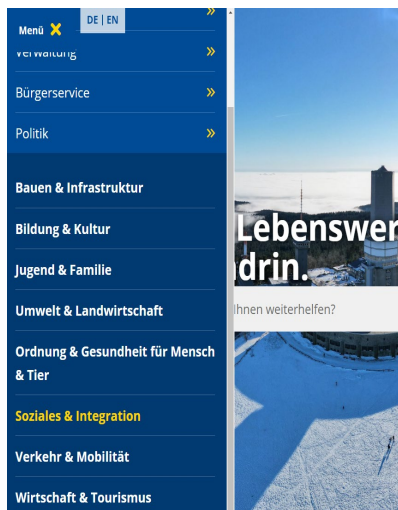 Menü
DE | EN
Verwaltung
Bürgerservice
Politik
Bauen & Infrastruktur
Bildung & Kultur
Jugend & Familie
Umwelt & Landwirtschaft
Ordnung & Gesundheit für Mensch
& Tier
Soziales & Integration
Verkehr & Mobilität
Wirtschaft & Tourismus
Lebenswer
drin.
Ihnen weiterhelfen?